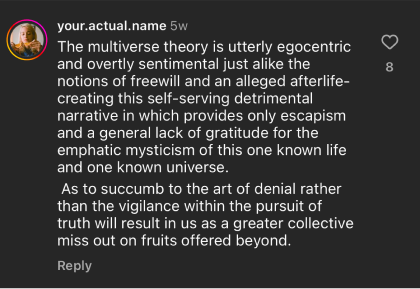 your.actual.name 5w
The multiverse theory is utterly egocentric
and overtly sentimental just alike the
notions of freewill and an alleged afterlife-
creating this self-serving detrimental
narrative in which provides only escapism
and a general lack of gratitude for the
emphatic mysticism of this one known life
and one known universe.
As to succumb to the art of denial rather
than the vigilance within the pursuit of
truth will result in us as a greater collective
miss out on fruits offered beyond.
8
Reply